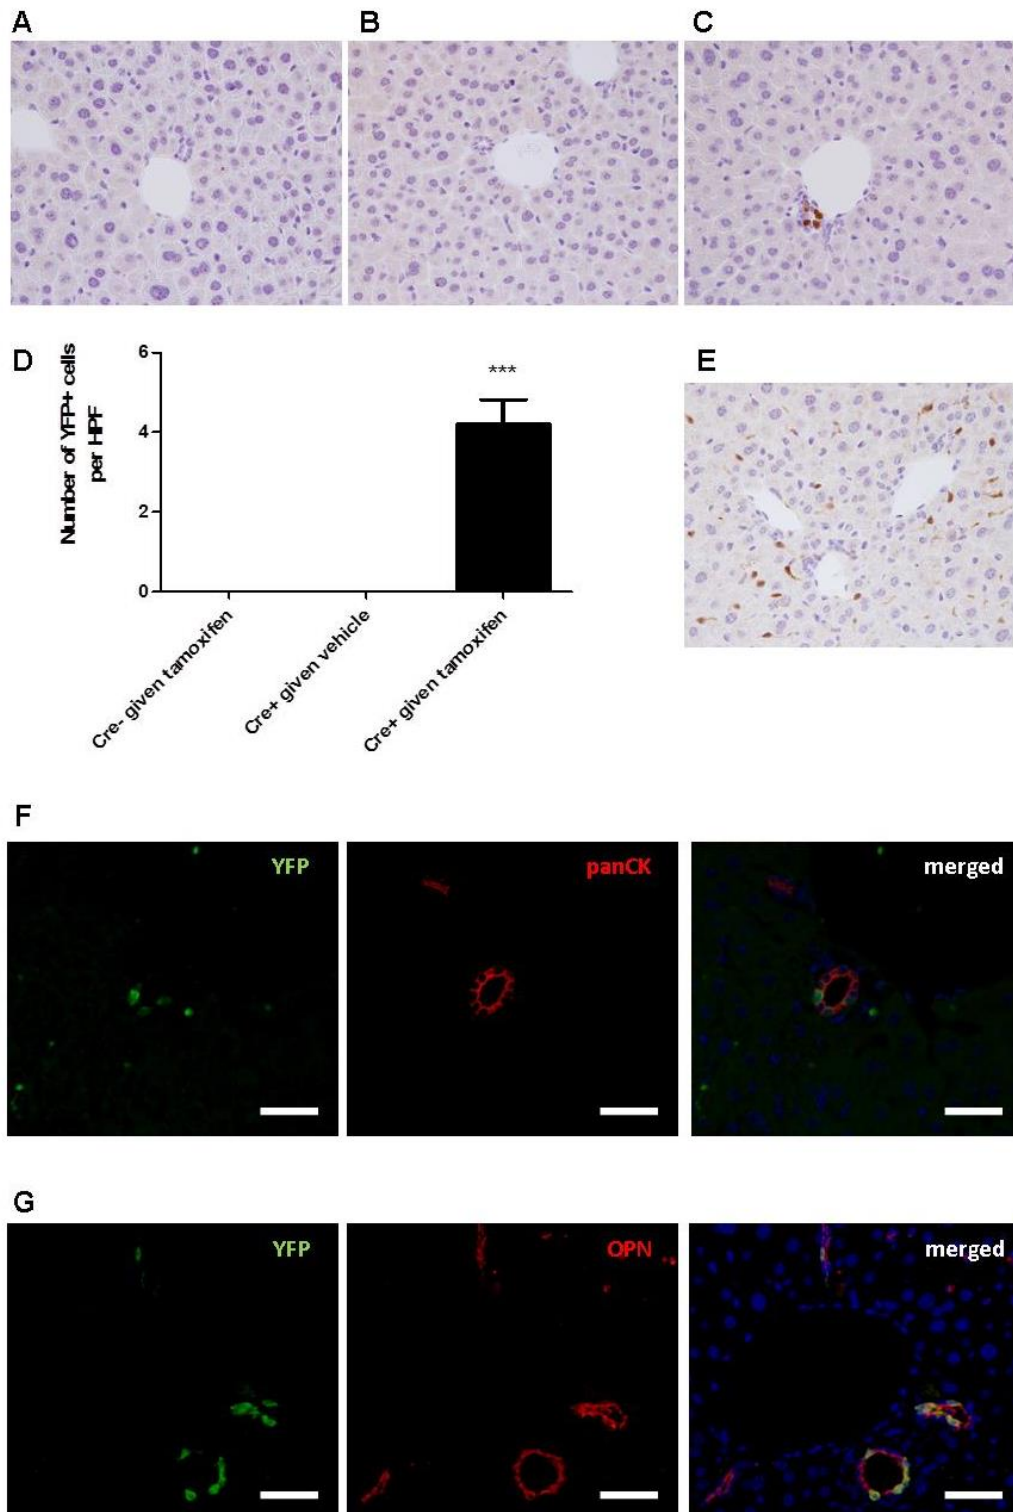 A
B
C
D
Number of YFP+ cells
per HPF
6
4
2
0
***
Cre- given tamoxifen
Cre+ given vehicle
Cre+ given tamoxifen
E
F
YFP
panCK
merged
G
YFP
OPN
merged